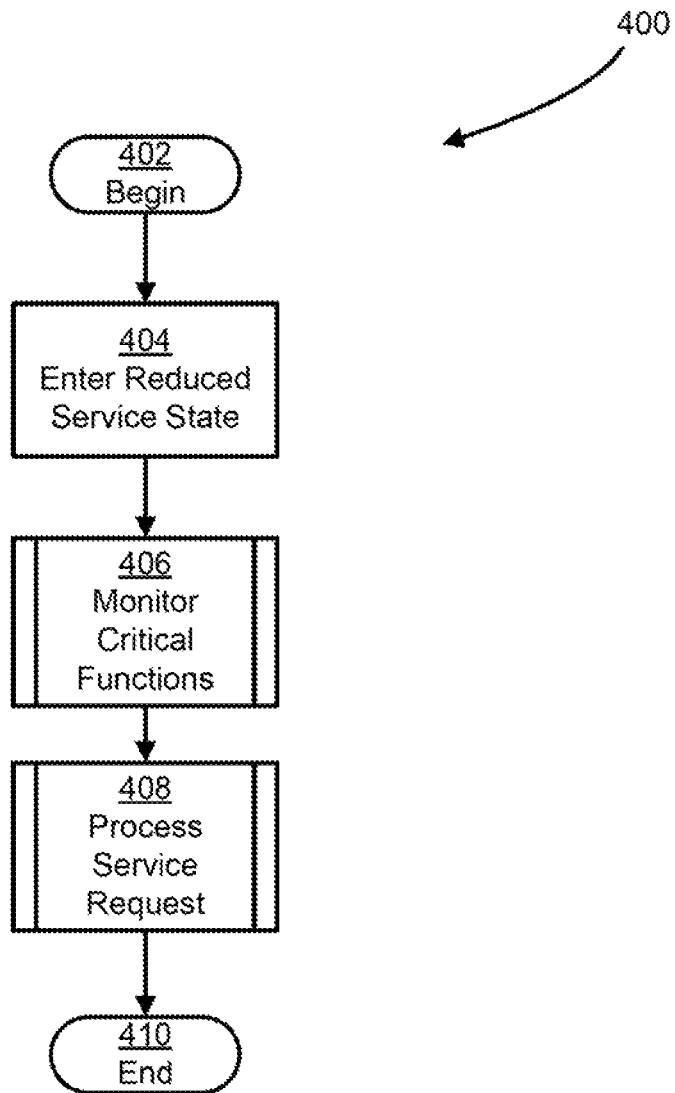 400
402
Begin
404
Enter Reduced
Service State
406
Monitor
Critical
Functions
408
Process
Service
Request
410
End